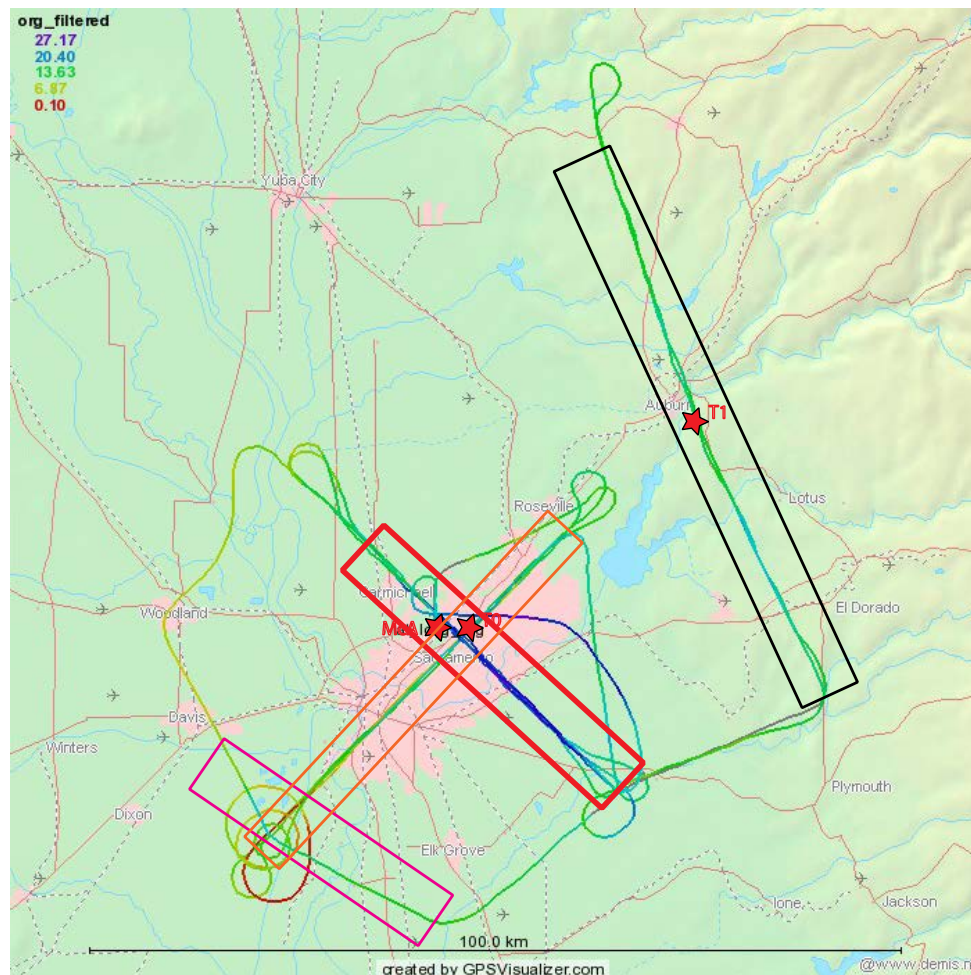 org_filtered
27.17
20.40
13.63
6.87
0.10
Yuba City
Auburn
T1
Lotus
Roseville
Carmichael
El Dorado
Woodland
T0
Sacramento
Davis
Winters
Plymouth
Dixon
Elk Grove
Ione
Jackson
100.0 km
created by GPSVisualizer.com